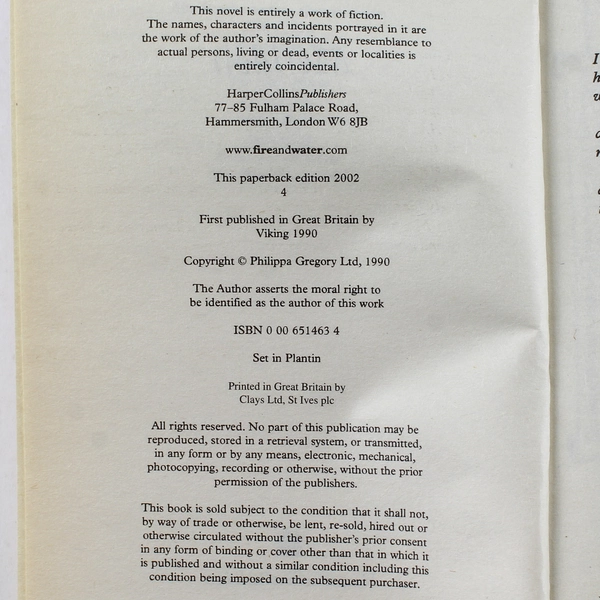 This novel is entirely a work of fiction.
The names, characters and incidents portrayed in it are
the work of the author's imagination. Any resemblance to
actual persons, living or dead, events or localities is
entirely coincidental.
HarperCollinsPublishers
77–85 Fulham Palace Road,
Hammersmith, London W6 8JB
www.fireandwater.com
This paperback edition 2002
4
First published in Great Britain by
Viking 1990
Copyright © Philippa Gregory Ltd, 1990
The Author asserts the moral right to
be identified as the author of this work
ISBN 0 00 651463 4
Set in Plantin
Printed in Great Britain by
Clays Ltd, St Ives plc
All rights reserved. No part of this publication may be
reproduced, stored in a retrieval system, or transmitted,
in any form or by any means, electronic, mechanical,
photocopying, recording or otherwise, without the prior
permission of the publishers.
This book is sold subject to the condition that it shall not,
by way of trade or otherwise, be lent, re-sold, hired out or
otherwise circulated without the publisher's prior consent
in any form of binding or cover other than that in which it
is published and without a similar condition including this
condition being imposed on the subsequent purchaser.